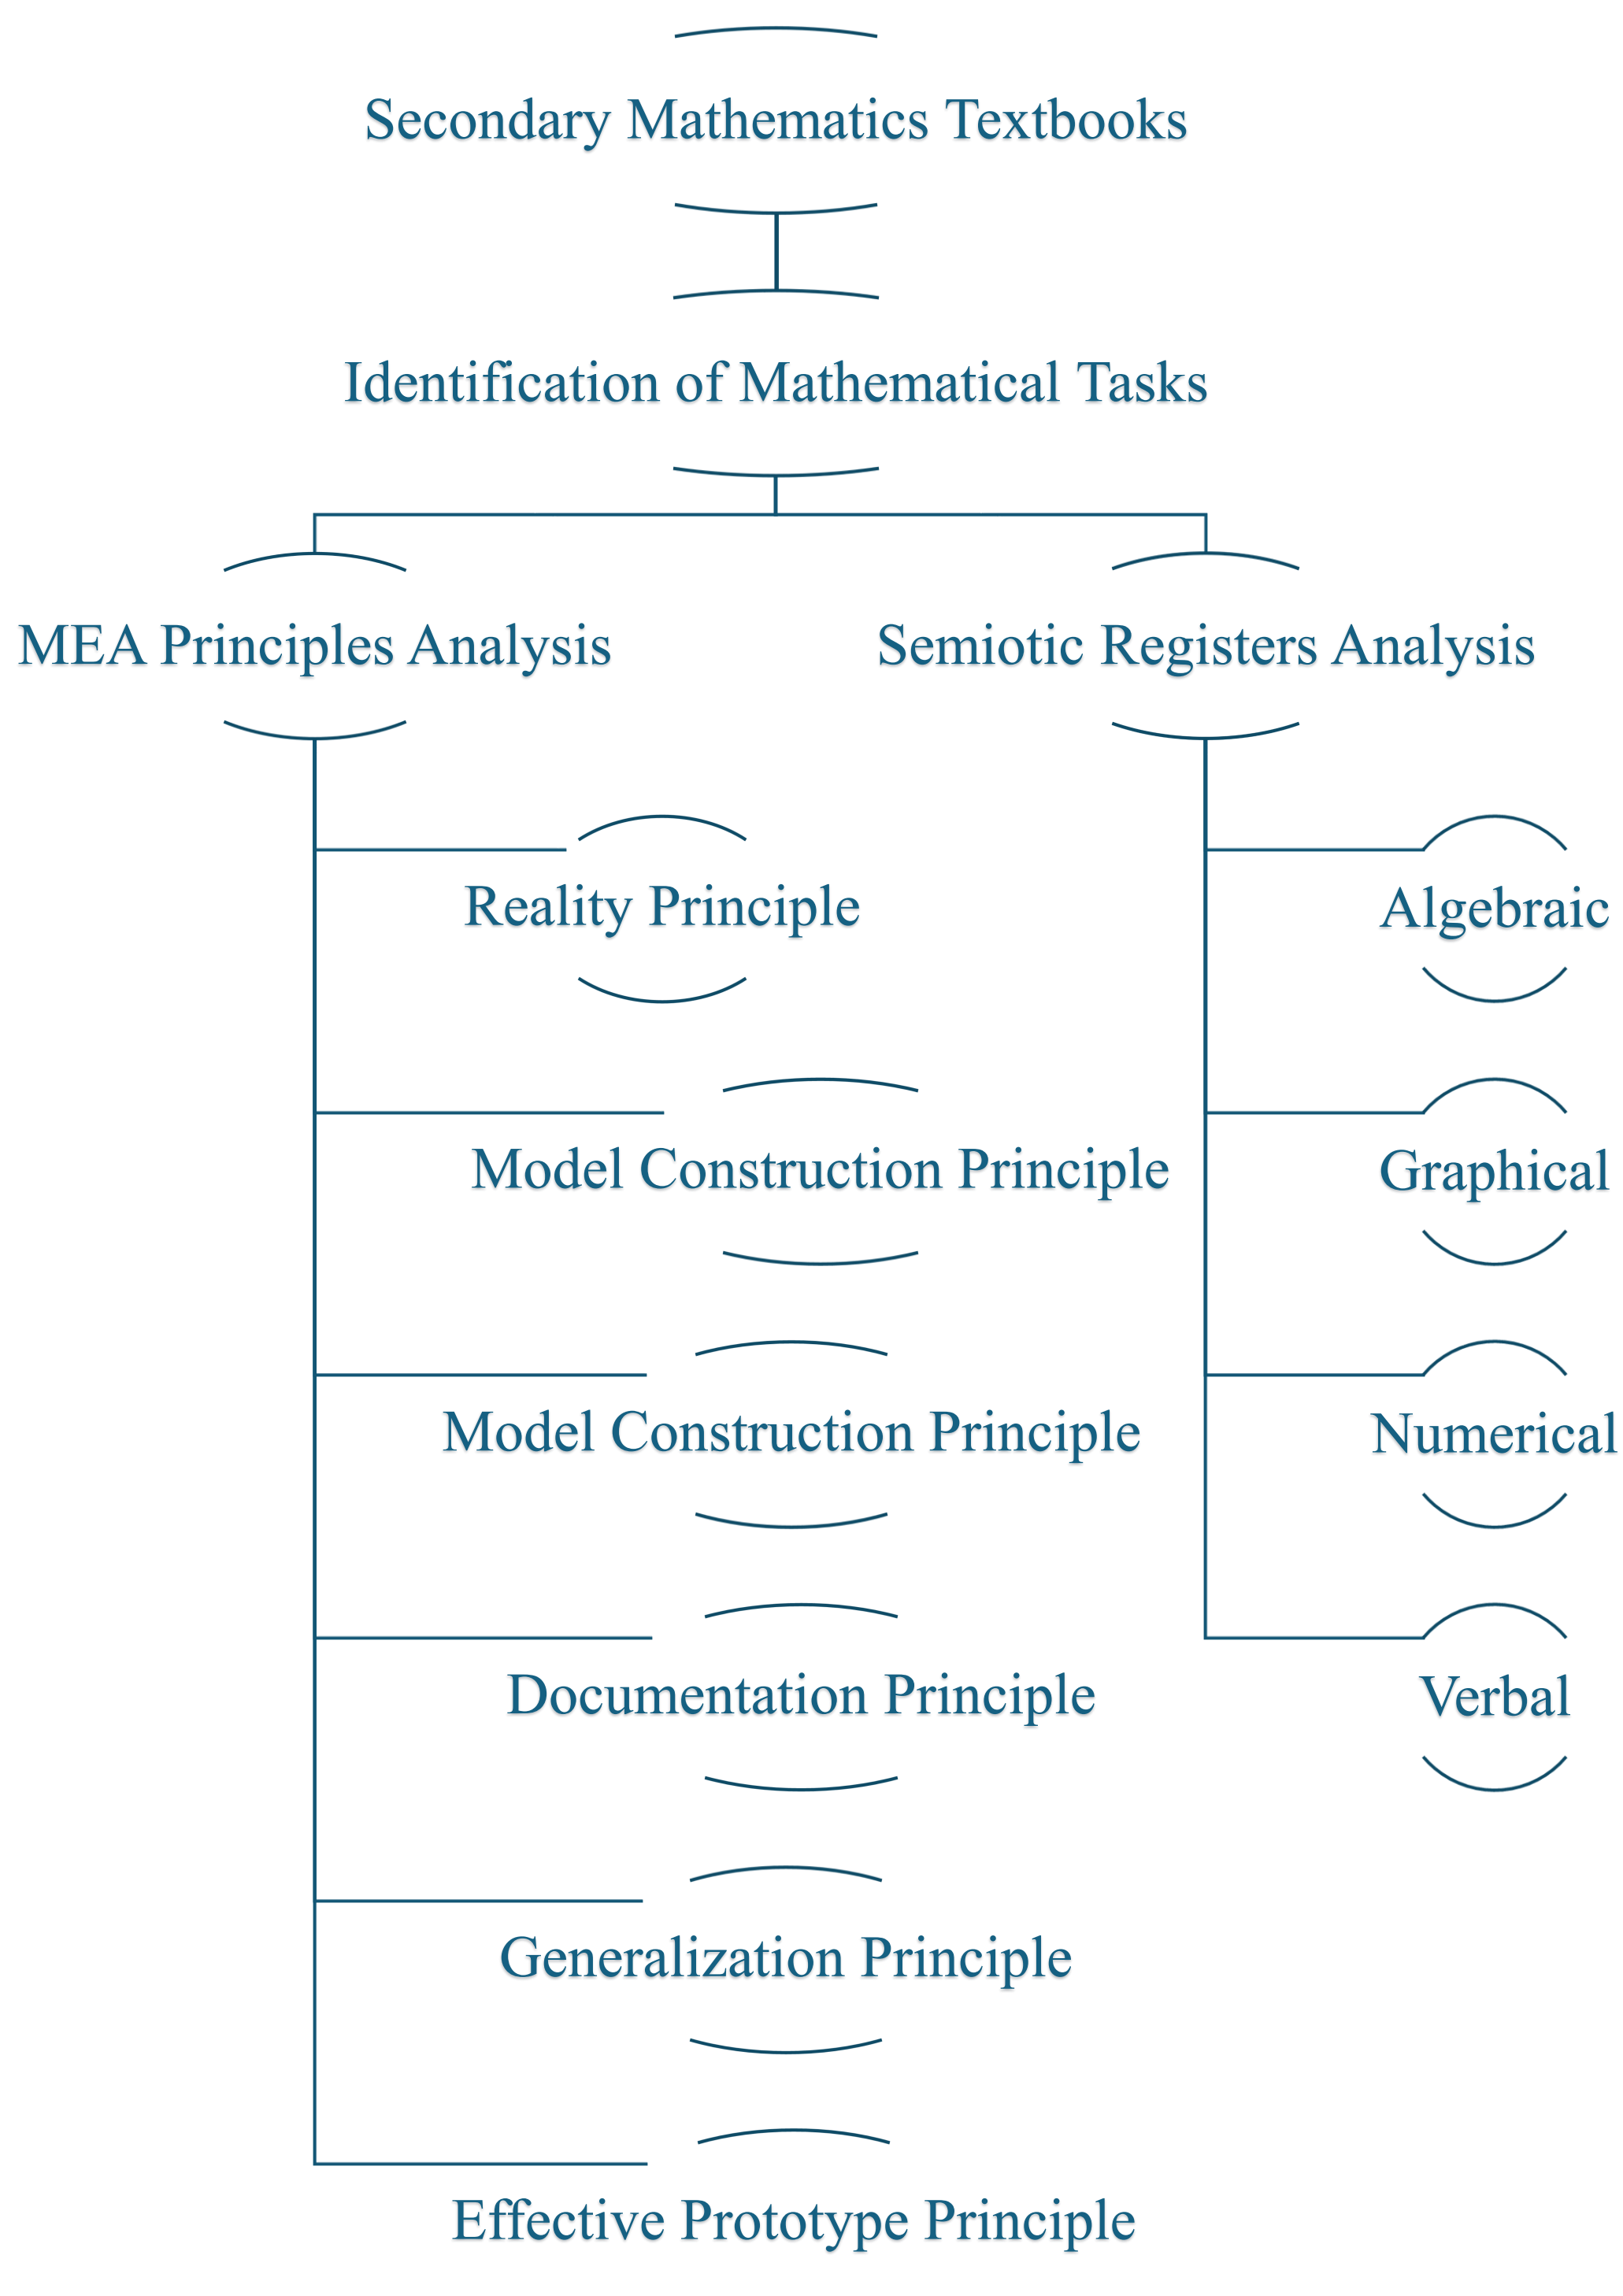 Secondary Mathematics Textbooks
Identification of Mathematical Tasks
MEA Principles Analysis
Reality Principle
Model Construction Principle
Model Construction Principle
Documentation Principle
Generalization Principle
Effective Prototype Principle
Semiotic Registers Analysis
Algebraic
Graphical
Numerical
Verbal